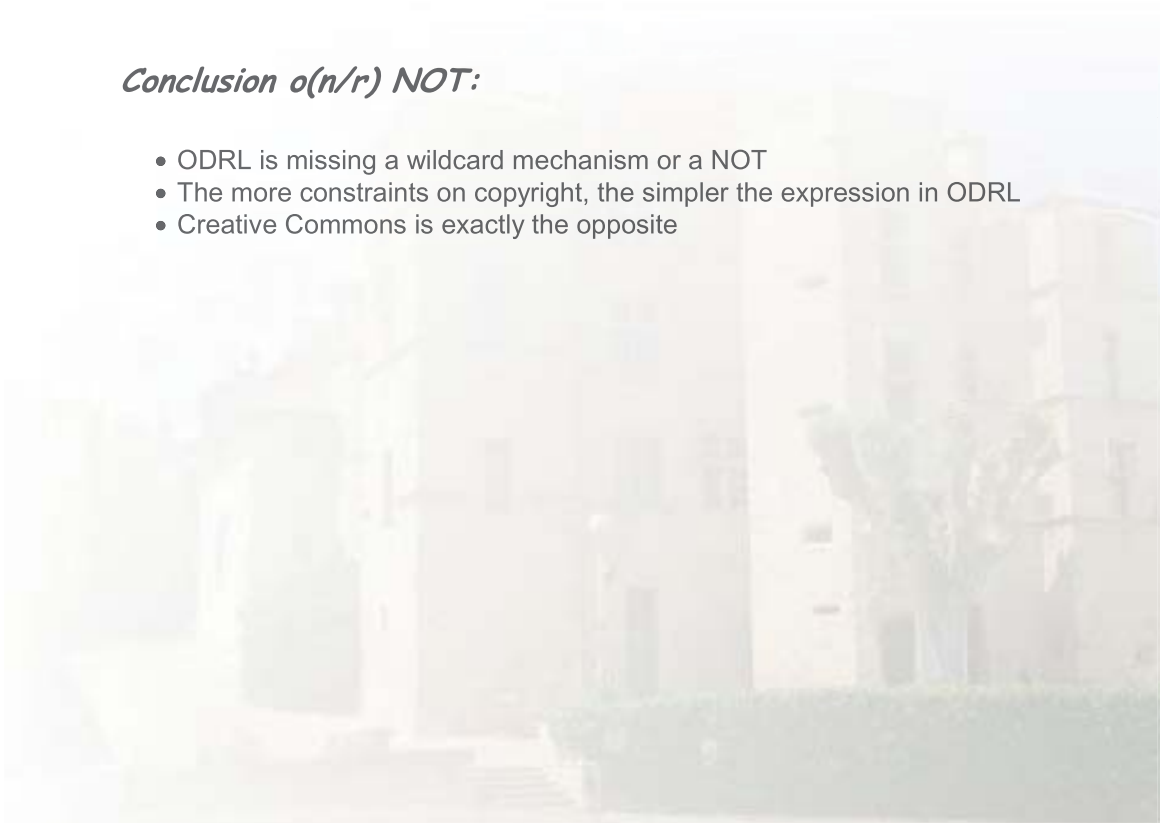 Conclusion o(n/r) NOT:
• ODRL is missing a wildcard mechanism or a NOT
• The more constraints on copyright, the simpler the expression in ODRL
• Creative Commons is exactly the opposite